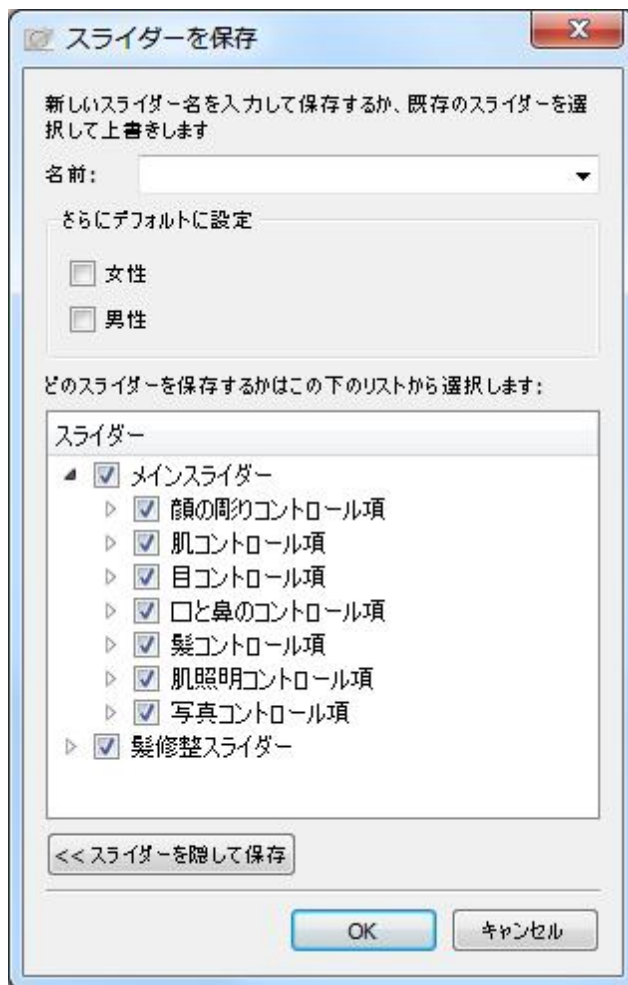 スライダーを保存
新しいスライダー名を入力して保存するか、既存のスライダーを選
択して上書きします
名前:
さらにデフォルトに設定
女性
男性
どのスライダーを保存するかはこの下のリストから選択します:
スライダー
メインスライダー
顔の周りコントロール項
肌コントロール項
目コントロール項
口と鼻のコントロール項
髪コントロール項
肌照明コントロール項
写真コントロール項
髪修整スライダー
<<スライダーを隠して保存
OK
キャンセル